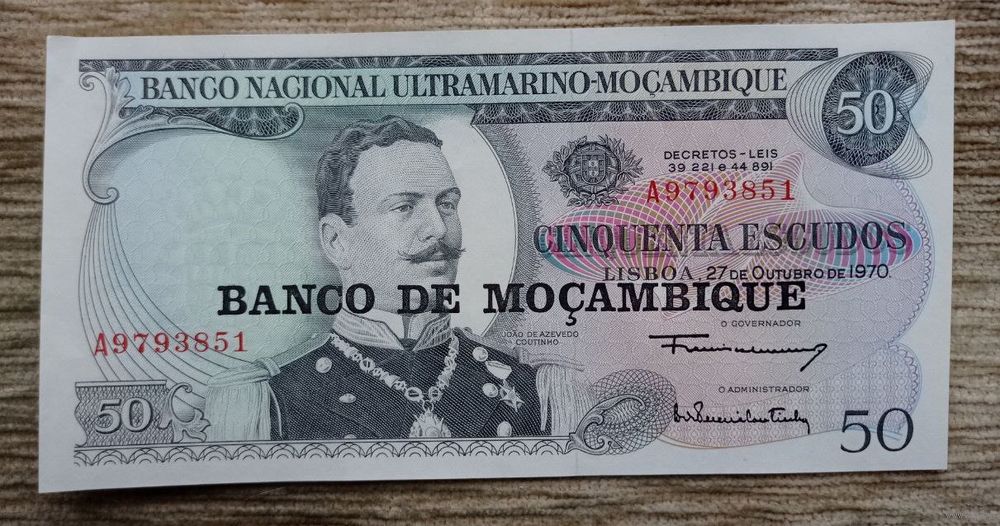 BANCO NACIONAL ULTRAMARINO-MOÇAMBIQUE
50
DECRETOS - LEIS
39 221 e 44 891
A9793851
CINQUENTA ESCUDOS
LISBOA, 27 DE OUTUBRO DE 1970
BANCO DE MOÇAMBIQUE
O GOVERNADOR
JOÃO DE AZEVEDO
COUTINHO
A9793851
O ADMINISTRADOR
50
50